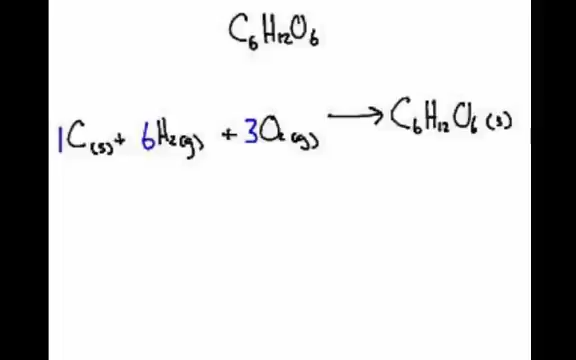 C₆H₁₂O₆
1C(s) + 6H₂(g) + 3O₂(g) → C₆H₁₂O₆(s)